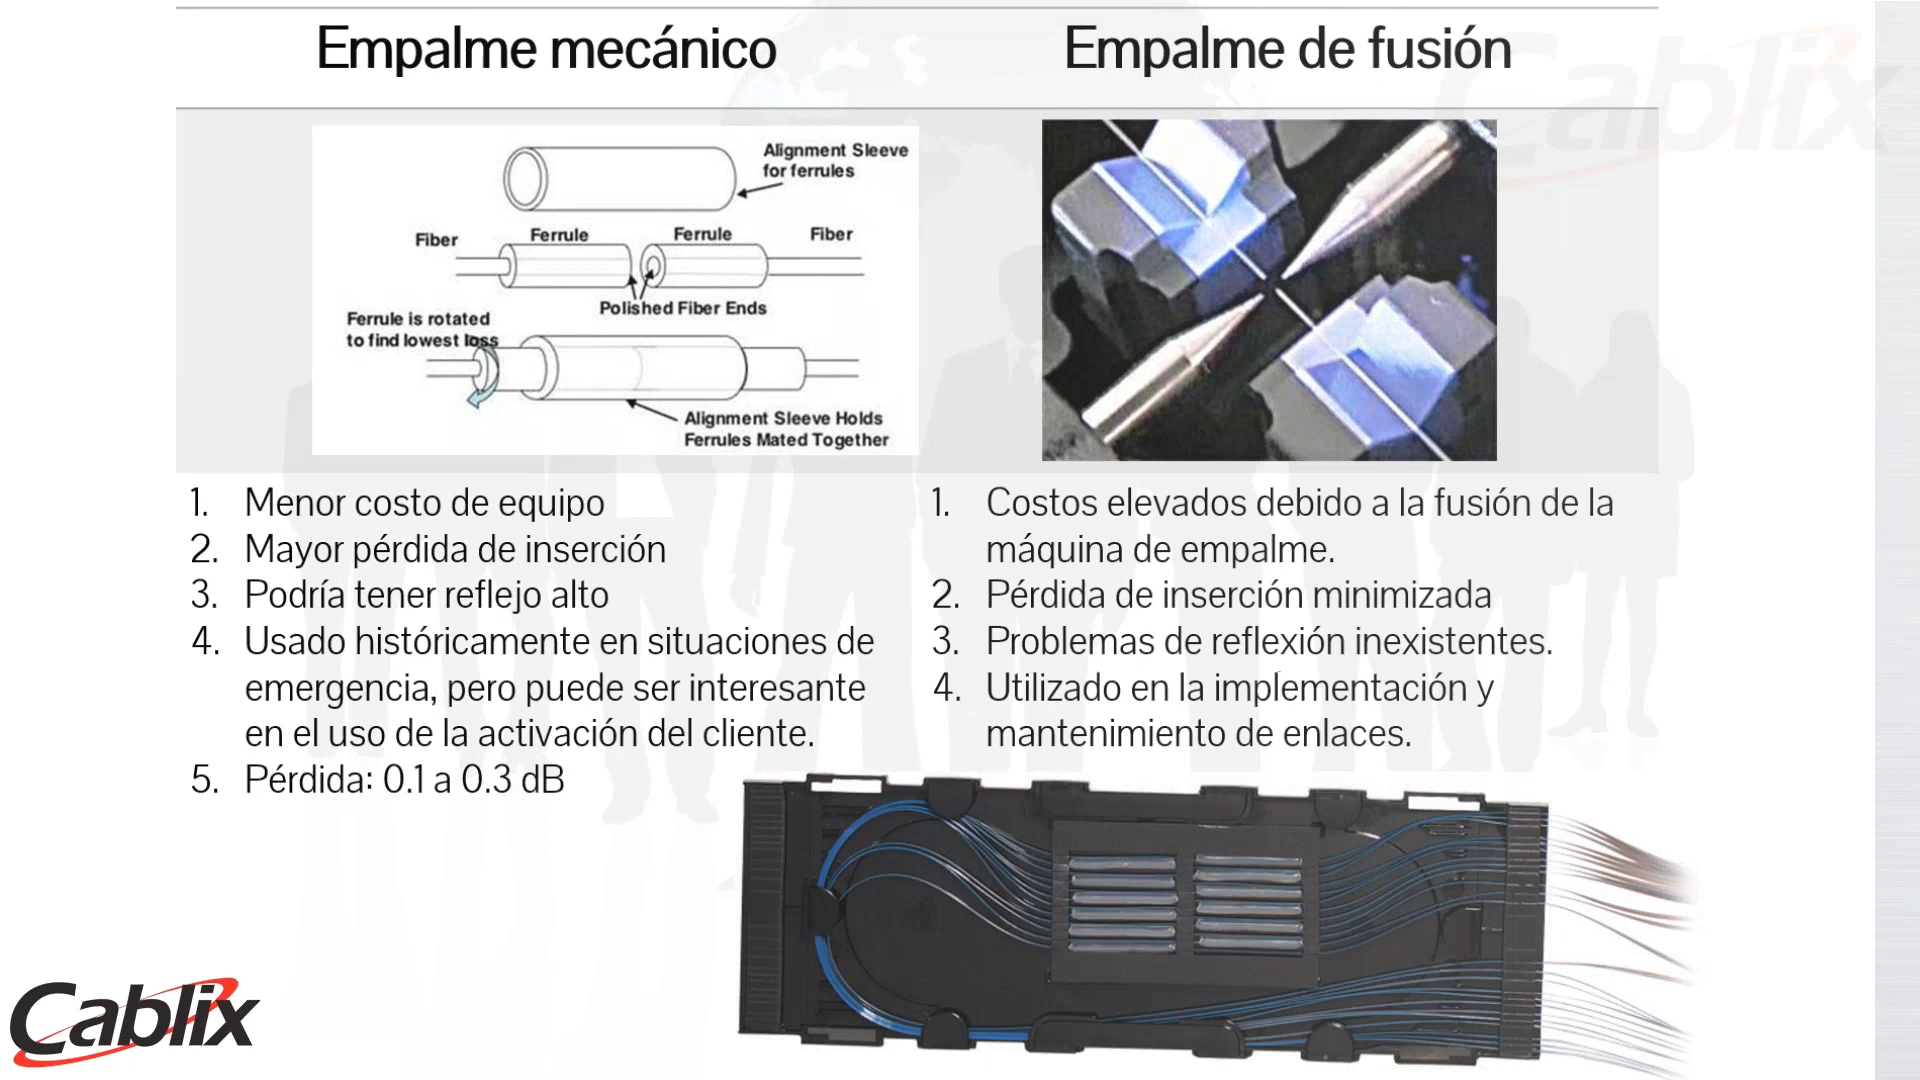 Empalme mecánico
Empalme de fusión
Cablix
Alignment Sleeve
for ferrules
Fiber
Ferrule
Ferrule
Fiber
Polished Fiber Ends
Ferrule is rotated
to find lowest loss
Alignment Sleeve Holds
Ferrules Mated Together
1. Menor costo de equipo
2. Mayor pérdida de inserción
3. Podría tener reflejo alto
4. Usado históricamente en situaciones de
emergencia, pero puede ser interesante
en el uso de la activación del cliente.
5. Pérdida: 0.1 a 0.3 dB
1. Costos elevados debido a la fusión de la
máquina de empalme.
2. Pérdida de inserción minimizada
3. Problemas de reflexión inexistentes.
4. Utilizado en la implementación y
mantenimiento de enlaces.
Cablix